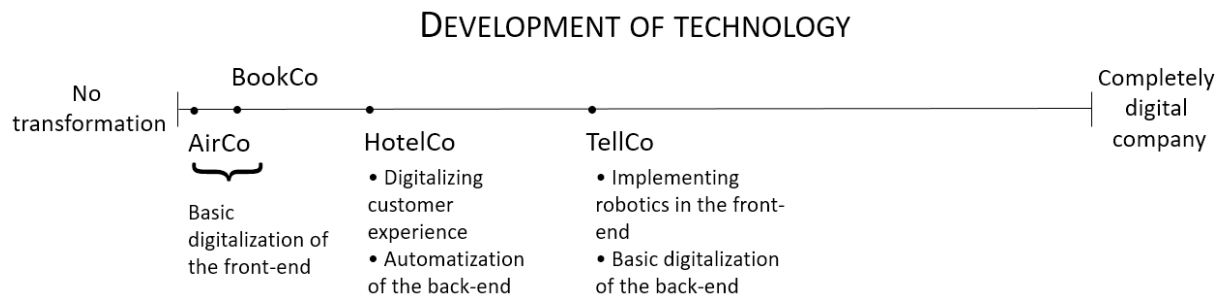 DEVELOPMENT OF TECHNOLOGY
No
transformation
BookCo
Completely
digital
company
AirCo
Basic
digitalization of
the front-end
HotelCo
• Digitalizing
customer
experience
• Automatization
of the back-end
TellCo
• Implementing
robotics in the front-
end
• Basic digitalization
of the back-end